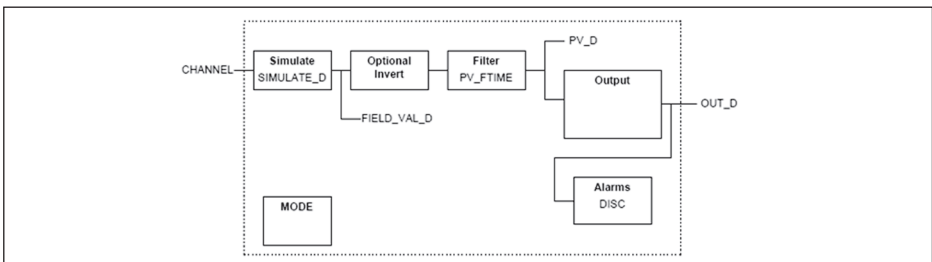 PV_D
CHANNEL
Simulate
SIMULATE_D
Optional
Invert
Filter
PV_FTIME
Output
OUT_D
FIELD_VAL_D
MODE
Alarms
DISC